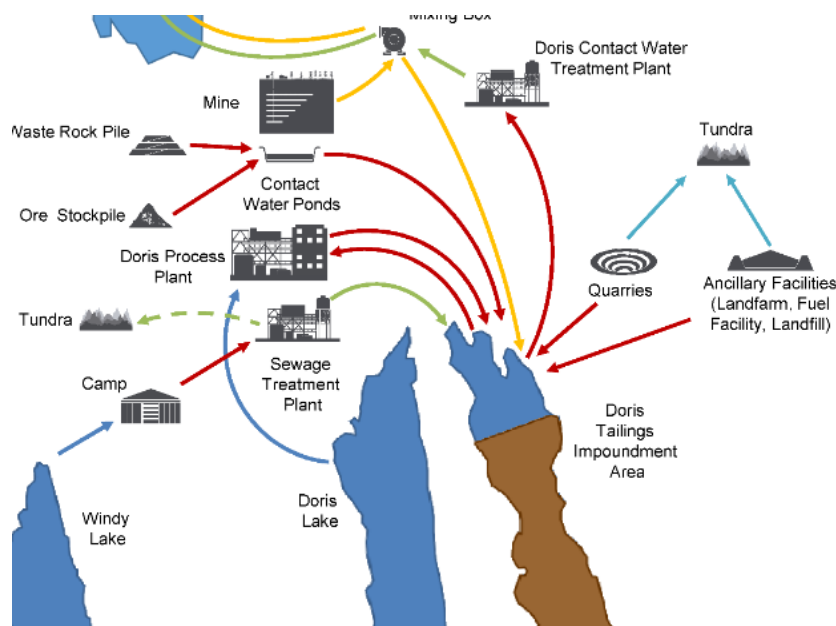 Mixing Box
Doris Contact Water
Treatment Plant
Mine
Waste Rock Pile
Tundra
Contact
Water Ponds
Ore Stockpile
Doris Process
Plant
Quarries
Ancillary Facilities
(Landfarm, Fuel
Facility, Landfill)
Tundra
Sewage
Treatment
Plant
Camp
Doris
Tailings
Impoundment
Area
Doris
Lake
Windy
Lake